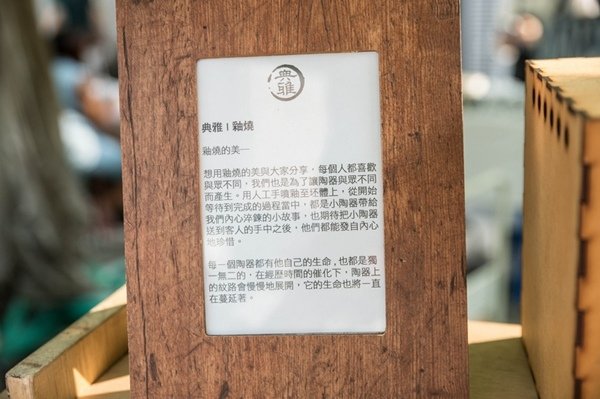 典雅
典雅 | 釉燒
釉燒的美—
想用釉燒的美與大家分享，每個人都喜歡
與眾不同，我們也是為了讓陶器與眾不同
而產生。用人工手噴釉至坯體上，從開始
等待到完成的過程當中，都是小陶器帶給
我們內心淬鍊的小故事，也期待把小陶器
送到客人的手中之後，他們都能發自內心
地珍惜。
每一個陶器都有他自己的生命，也都是獨
一無二的，在經歷時間的催化下，陶器上
的紋路會慢慢地展開，它的生命也將一直
在蔓延著。